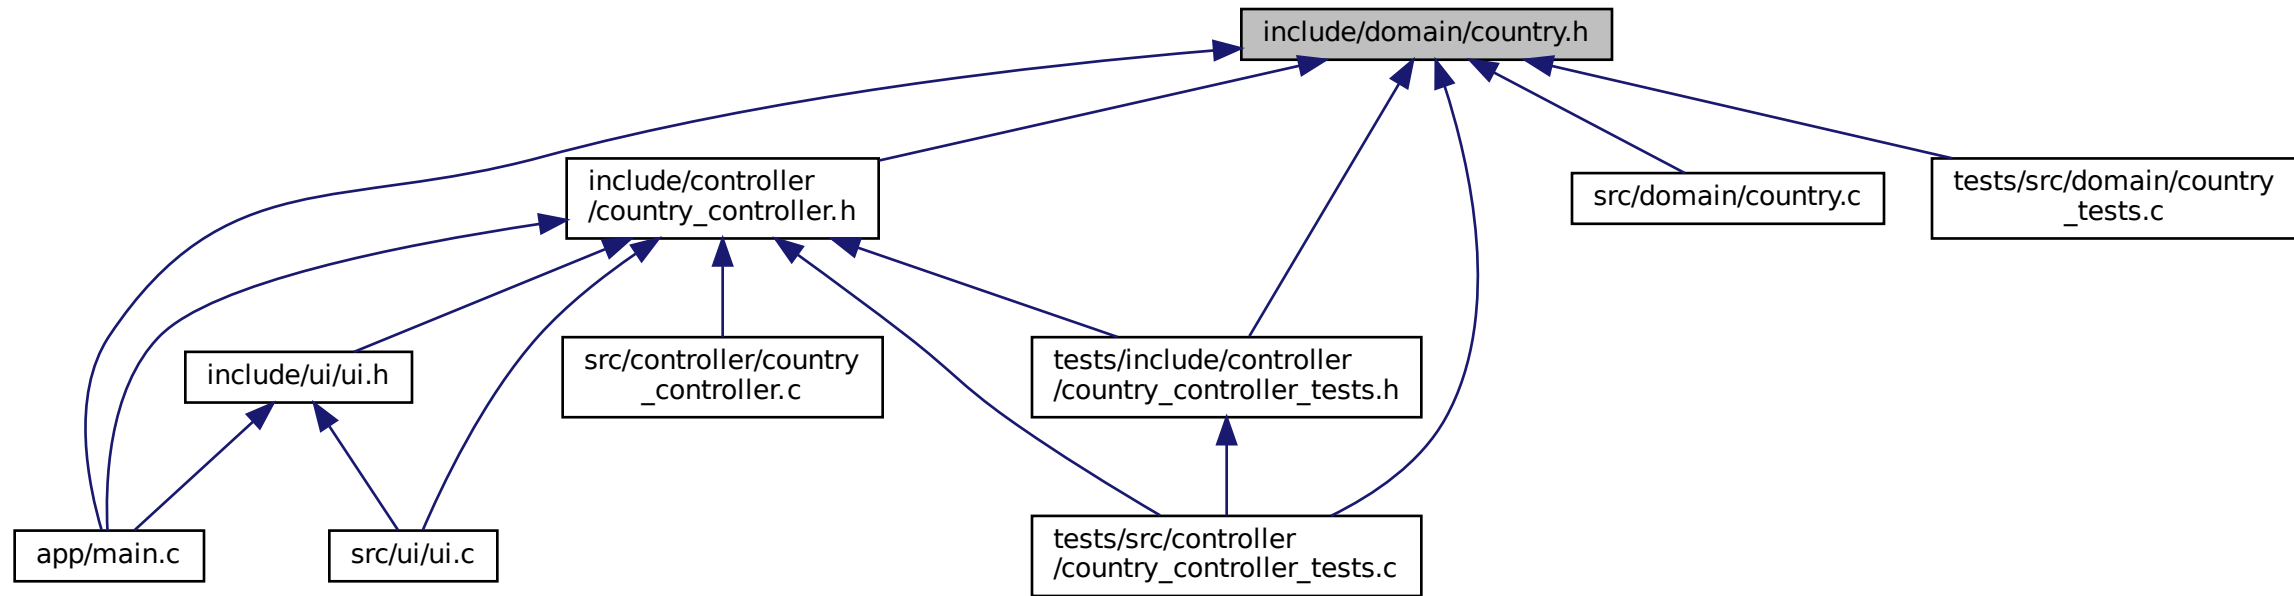 include/domain/country.h
include/controller
/country_controller.h
src/domain/country.c
tests/src/domain/country
_tests.c
include/ui/ui.h
src/controller/country
_controller.c
tests/include/controller
/country_controller_tests.h
app/main.c
src/ui/ui.c
tests/src/controller
/country_controller_tests.c